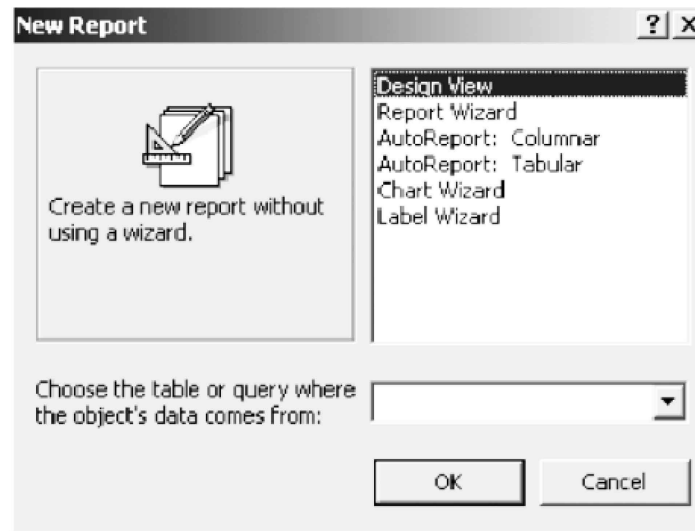 New Report
? X
Create a new report without
using a wizard.
Design View
Report Wizard
AutoReport: Columnar
AutoReport: Tabular
Chart Wizard
Label Wizard
Choose the table or query where
the object's data comes from:
OK Cancel